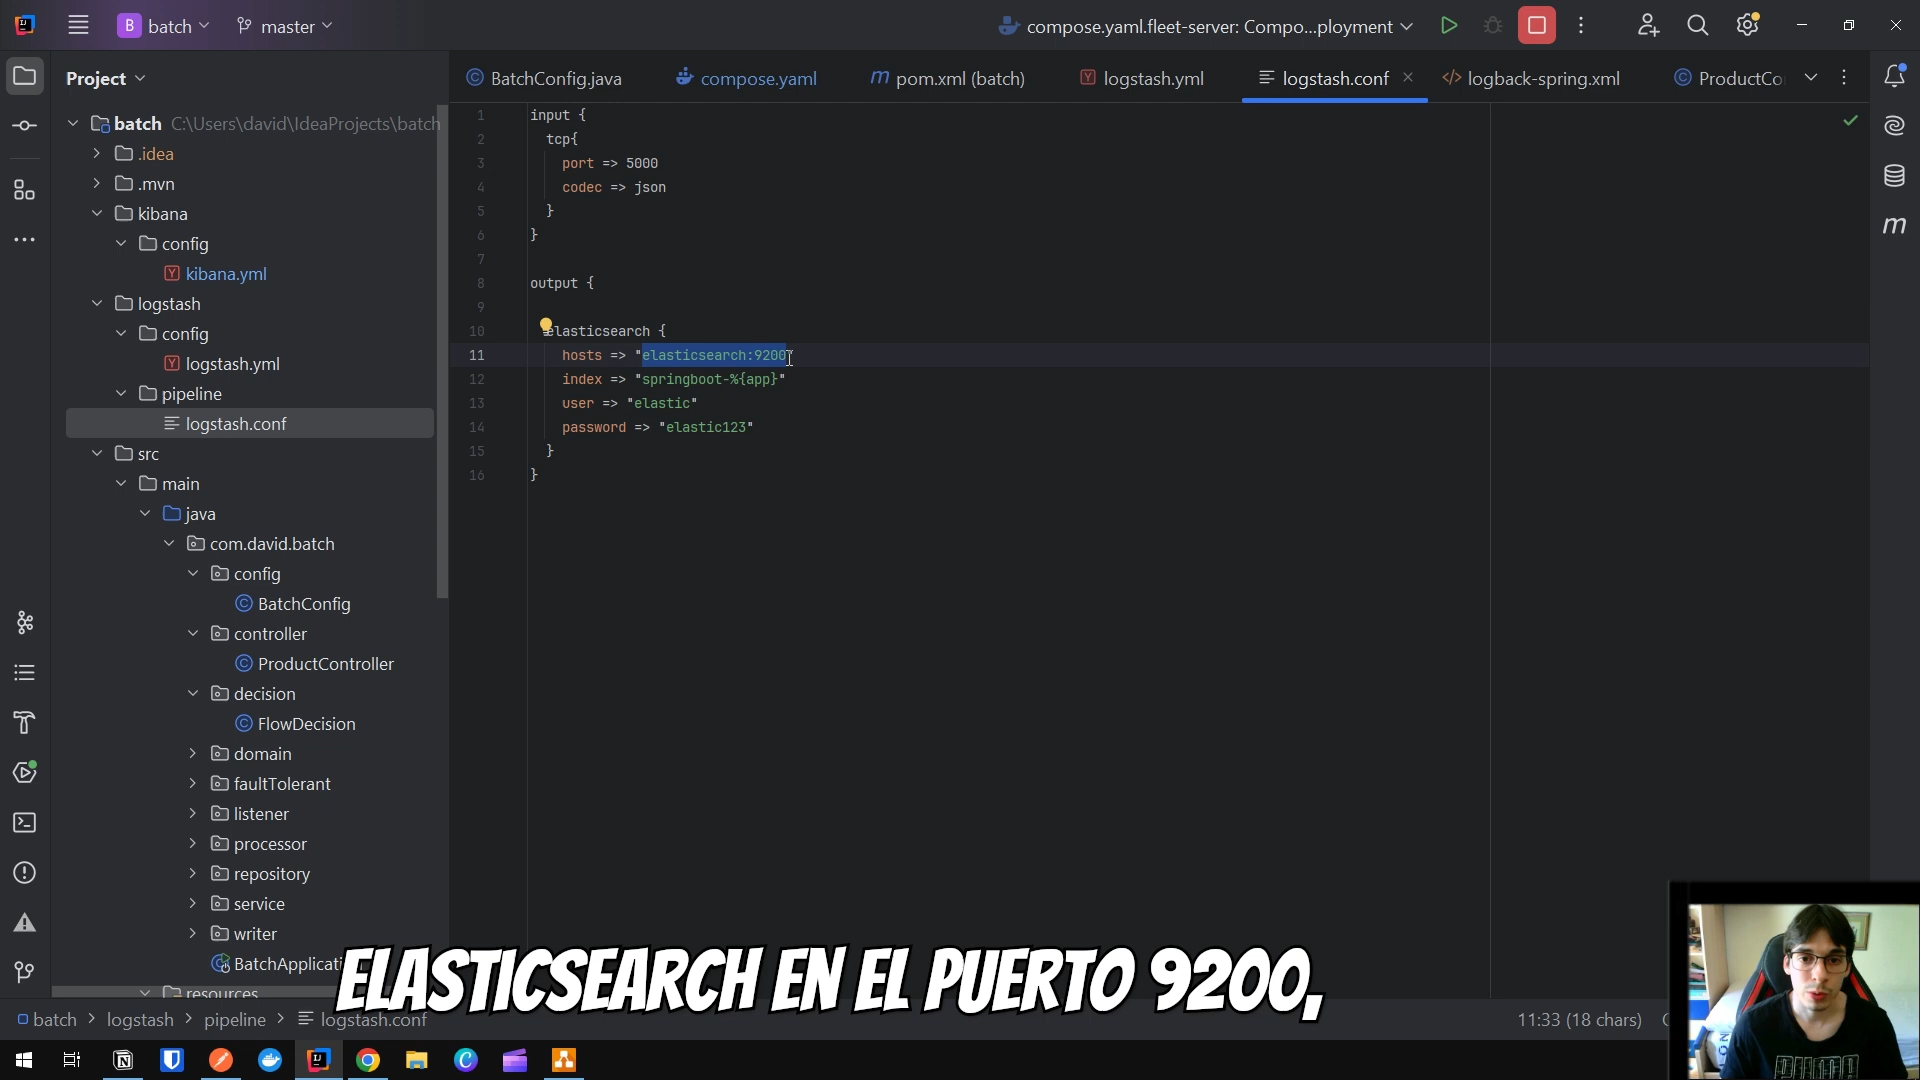 batch
master
compose.yaml.fleet-server: Compo...ployment
Project
BatchConfig.java
compose.yaml
pom.xml (batch)
logstash.yml
logstash.conf
logback-spring.xml
ProductCo
batch C:\Users\david\IdeaProjects\batch
.idea
.mvn
kibana
config
kibana.yml
logstash
config
logstash.yml
pipeline
logstash.conf
src
main
java
com.david.batch
config
BatchConfig
controller
ProductController
decision
FlowDecision
domain
faultTolerant
listener
processor
repository
service
writer
BatchApplicati
resources
1 input {
2 tcp{
3 port => 5000
4 codec => json
5 }
6 }
7
8 output {
9
10 elasticsearch {
11 hosts => "elasticsearch:9200"
12 index => "springboot-%{app}"
13 user => "elastic"
14 password => "elastic123"
15 }
16 }
ELASTICSEARCH EN EL PUERTO 9200,
batch > logstash > pipeline > logstash.conf
11:33 (18 chars)